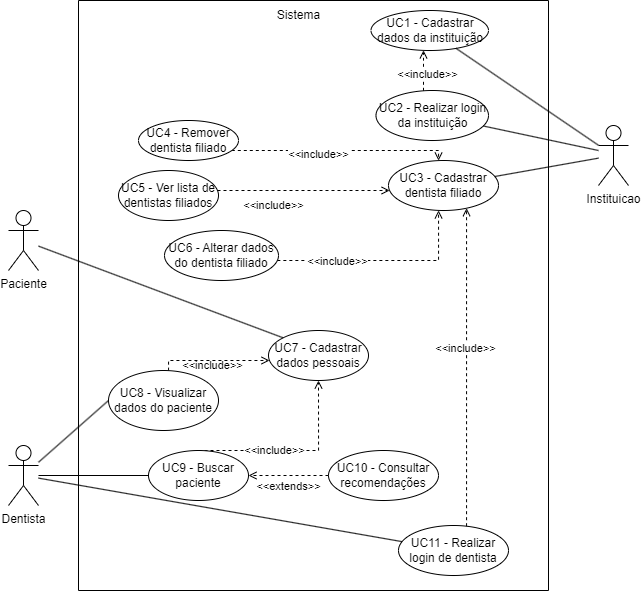 Sistema
UC1 - Cadastrar
dados da instituição
<<include>>
UC2 - Realizar login
da instituição
UC4 - Remover
dentista filiado
<<include>>
UC3 - Cadastrar
dentista filiado
UC5 - Ver lista de
dentistas filiados
<<include>>
Instituicao
UC6 - Alterar dados
do dentista filiado
<<include>>
Paciente
UC7 - Cadastrar
dados pessoais
<<include>>
<<include>>
UC8 - Visualizar
dados do paciente
<<include>>
UC9 - Buscar
paciente
UC10 - Consultar
recomendações
<<extends>>
Dentista
UC11 - Realizar
login de dentista